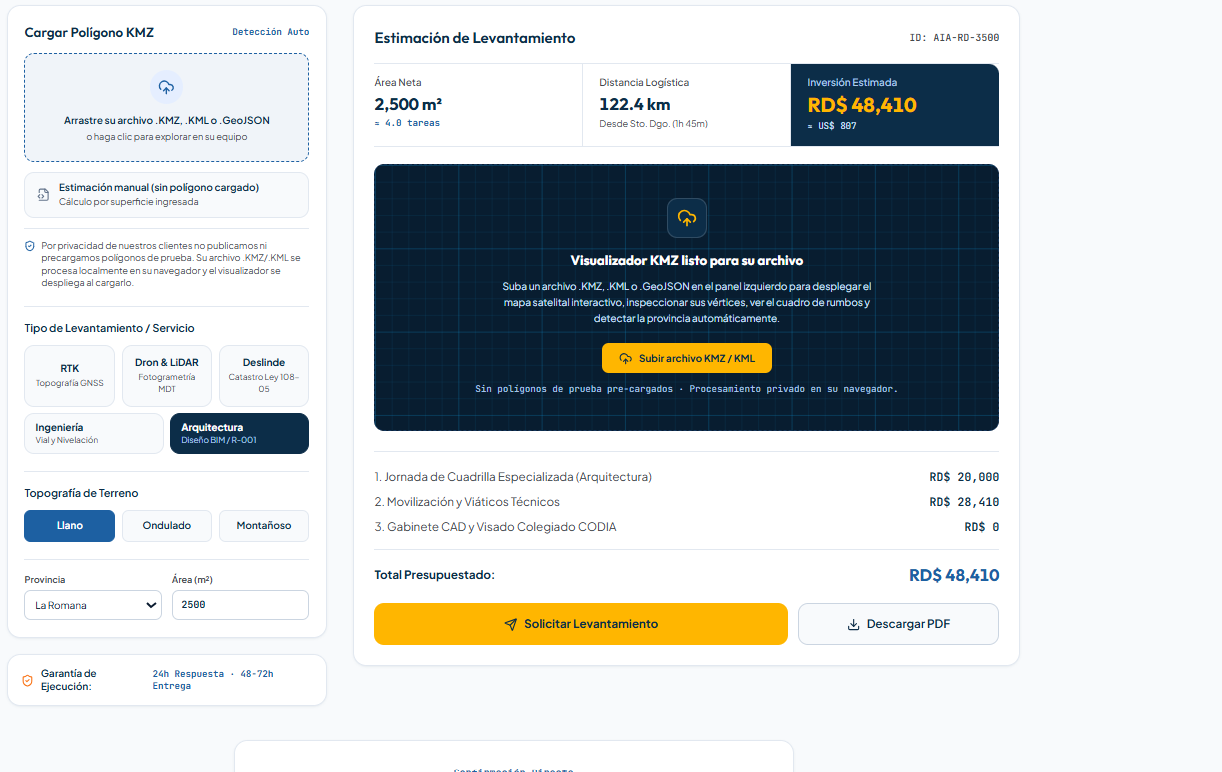 Cargar Polígono KMZ
Detección Auto
Arrastre su archivo .KMZ, .KML o .GeoJSON
o haga clic para explorar en su equipo
Estimación manual (sin polígono cargado)
Cálculo por superficie ingresada
Por privacidad de nuestros clientes no publicamos ni
precargamos polígonos de prueba. Su archivo .KMZ/.KML se
procesa localmente en su navegador y el visualizador se
despliega al cargarlo.
Tipo de Levantamiento / Servicio
RTK
Topografía GNSS
Dron & LiDAR
Fotogrametría
MDT
Deslinde
Catastro Ley 108-
05
Ingeniería
Vial y Nivelación
Arquitectura
Diseño BIM / R-001
Topografía de Terreno
Llano
Ondulado
Montañoso
Provincia
Área (m²)
La Romana
2500
Garantía de
Ejecución:
24h Respuesta · 48-72h
Entrega
Estimación de Levantamiento
ID: AIA-RD-3500
Área Neta
2,500 m²
≈ 4.0 tareas
Distancia Logística
122.4 km
Desde Sto. Dgo. (1h 45m)
Inversión Estimada
RD$ 48,410
≈ US$ 807
Visualizador KMZ listo para su archivo
Suba un archivo .KMZ, .KML o .GeoJSON en el panel izquierdo para desplegar el
mapa satelital interactivo, inspeccionar sus vértices, ver el cuadro de rumbos y
detectar la provincia automáticamente.
Subir archivo KMZ / KML
Sin polígonos de prueba pre-cargados · Procesamiento privado en su navegador.
1. Jornada de Cuadrilla Especializada (Arquitectura)
RD$ 20,000
2. Movilización y Viáticos Técnicos
RD$ 28,410
3. Gabinete CAD y Visado Colegiado CODIA
RD$ 0
Total Presupuestado:
RD$ 48,410
Solicitar Levantamiento
Descargar PDF